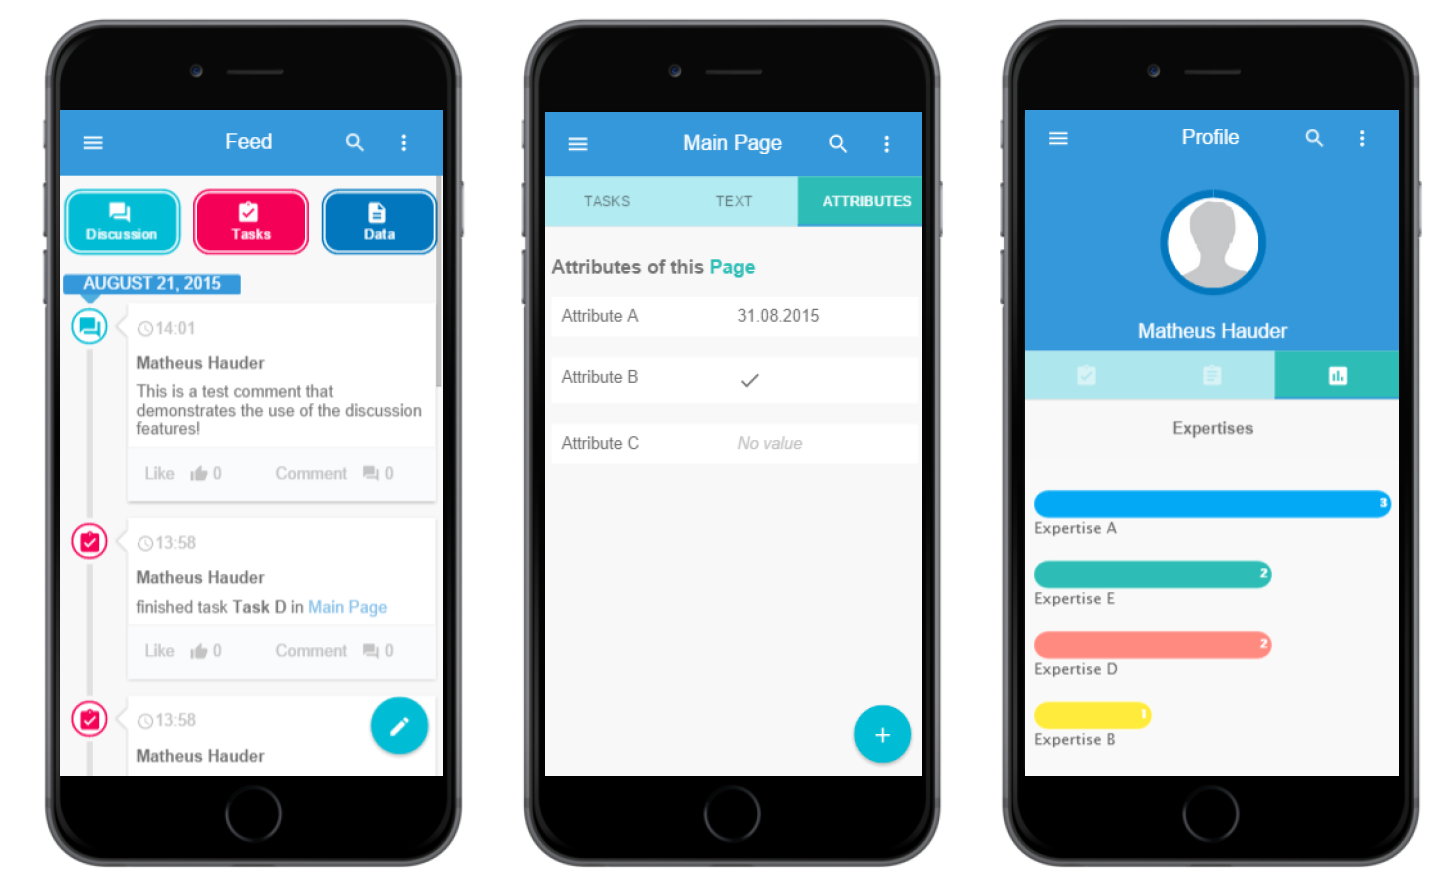 Feed
Discussion
Tasks
Data
AUGUST 21, 2015
14:01
Matheus Hauder
This is a test comment that
demonstrates the use of the discussion
features!
Like 0 Comment 0
13:58
Matheus Hauder
finished task Task D in Main Page
Like 0 Comment 0
13:58
Matheus Hauder
Main Page
TASKS TEXT ATTRIBUTES
Attributes of this Page
Attribute A 31.08.2015
Attribute B
Attribute C No value
Profile
Matheus Hauder
Expertises
3
Expertise A
2
Expertise E
2
Expertise D
1
Expertise B